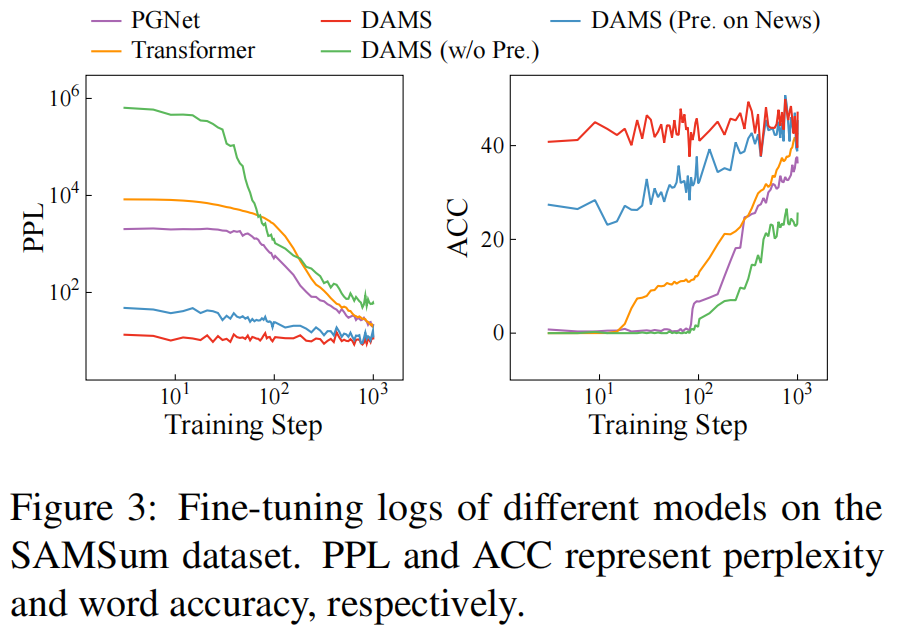 PGNet DAMS DAMS (Pre. on News)
Transformer DAMS (w/o Pre.)
10^6
10^4
10^2
PPL
10^1 10^2 10^3
Training Step
40
20
0
ACC
10^1 10^2 10^3
Training Step
Figure 3: Fine-tuning logs of different models on the
SAMSum dataset. PPL and ACC represent perplexity
and word accuracy, respectively.